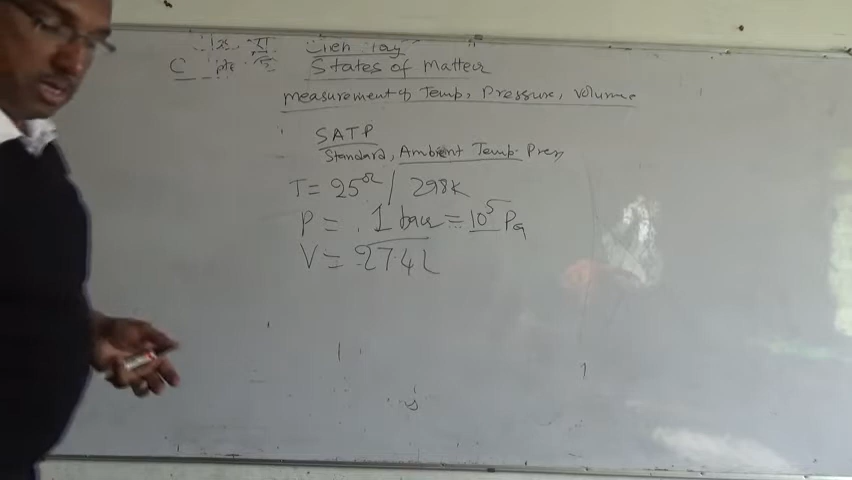 C
States of Matter
measurement of Temp, Pressure, Volume
SATP
Standard, Ambient Temp. Press
T = 25°C / 298K
P = 1 bar = 10⁵ Pa
V = 27.4 L